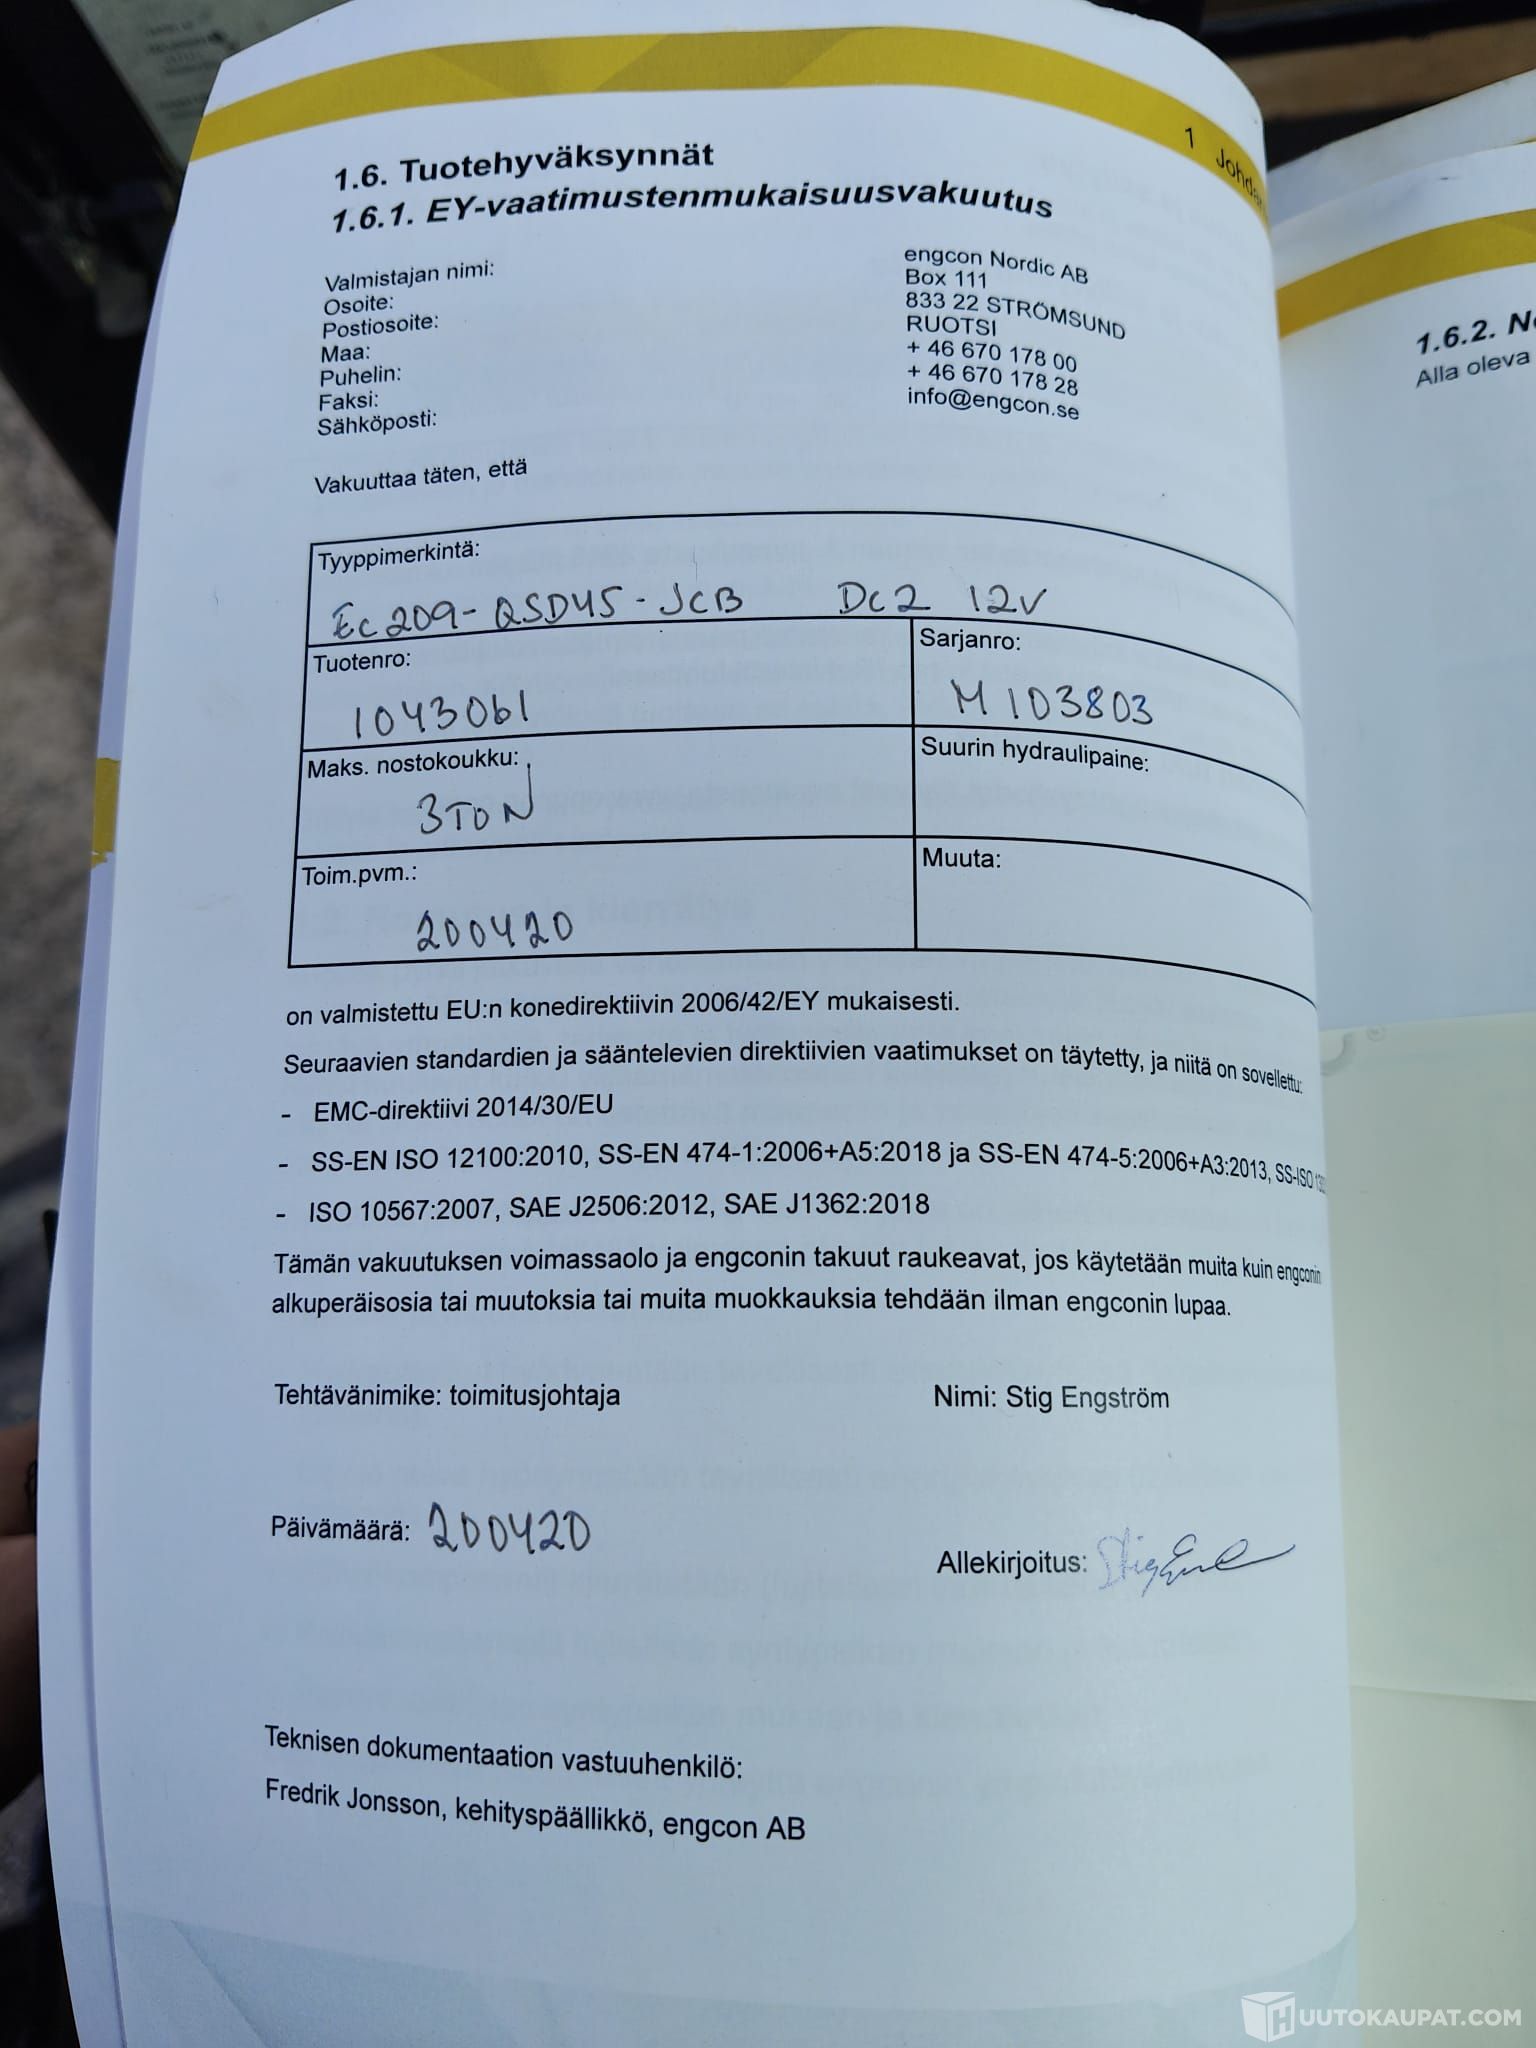 1 Johda
1.6. Tuotehyväksynnät
1.6.1. EY-vaatimustenmukaisuusvakuutus
Valmistajan nimi: engcon Nordic AB
Osoite: Box 111
Postiosoite: 833 22 STRÖMSUND
Maa: RUOTSI
Puhelin: + 46 670 178 00
Faksi: + 46 670 178 28
Sähköposti: info@engcon.se
Vakuuttaa täten, että
Tyyppimerkintä:
Ec209-QSD45-JCB DC2 12V
Tuotenro: Sarjanro:
1043061 M103803
Maks. nostokoukku: Suurin hydraulipaine:
3TON
Toim.pvm.: Muuta:
200420
on valmistettu EU:n konedirektiivin 2006/42/EY mukaisesti.
Seuraavien standardien ja sääntelevien direktiivien vaatimukset on täytetty, ja niitä on sovellettu:
- EMC-direktiivi 2014/30/EU
- SS-EN ISO 12100:2010, SS-EN 474-1:2006+A5:2018 ja SS-EN 474-5:2006+A3:2013, SS-ISO
- ISO 10567:2007, SAE J2506:2012, SAE J1362:2018
Tämän vakuutuksen voimassaolo ja engconin takuut raukeavat, jos käytetään muita kuin engconin
alkuperäisosia tai muutoksia tai muita muokkauksia tehdään ilman engconin lupaa.
Tehtävänimike: toimitusjohtaja Nimi: Stig Engström
Päivämäärä: 200420
Allekirjoitus: Stig
Teknisen dokumentaation vastuuhenkilö:
Fredrik Jonsson, kehityspäällikkö, engcon AB
1.6.2.
Alla oleva
HUUTOKAUPAT.COM